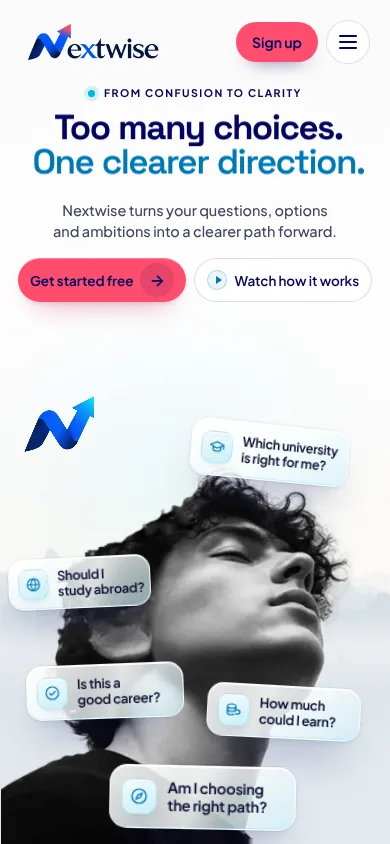 Nextwise
Sign up
FROM CONFUSION TO CLARITY
Too many choices.
One clearer direction.
Nextwise turns your questions, options
and ambitions into a clearer path forward.
Get started free
Watch how it works
N
Which university
is right for me?
Should I
study abroad?
Is this a
good career?
How much
could I earn?
Am I choosing
the right path?